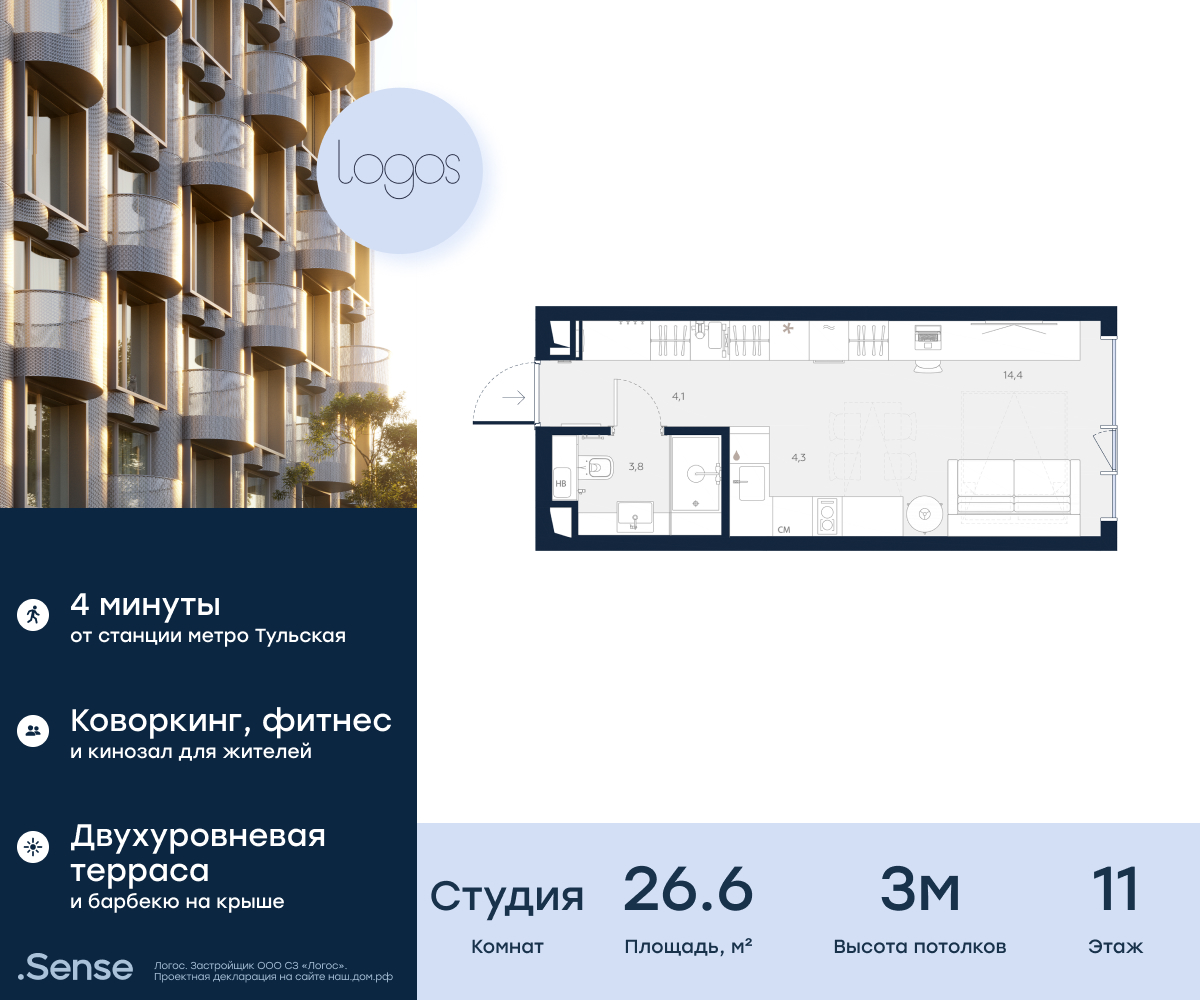 logos
4 минуты
от станции метро Тульская
Коворкинг, фитнес
и кинозал для жителей
Двухуровневая
терраса
и барбекю на крыше
.Sense
Логос. Застройщик ООО СЗ «Логос».
Проектная декларация на сайте наш.дом.рф
14,4
4,1
4,3
3,8
НВ
СМ
Студия
Комнат
26.6
Площадь, м²
3м
Высота потолков
11
Этаж